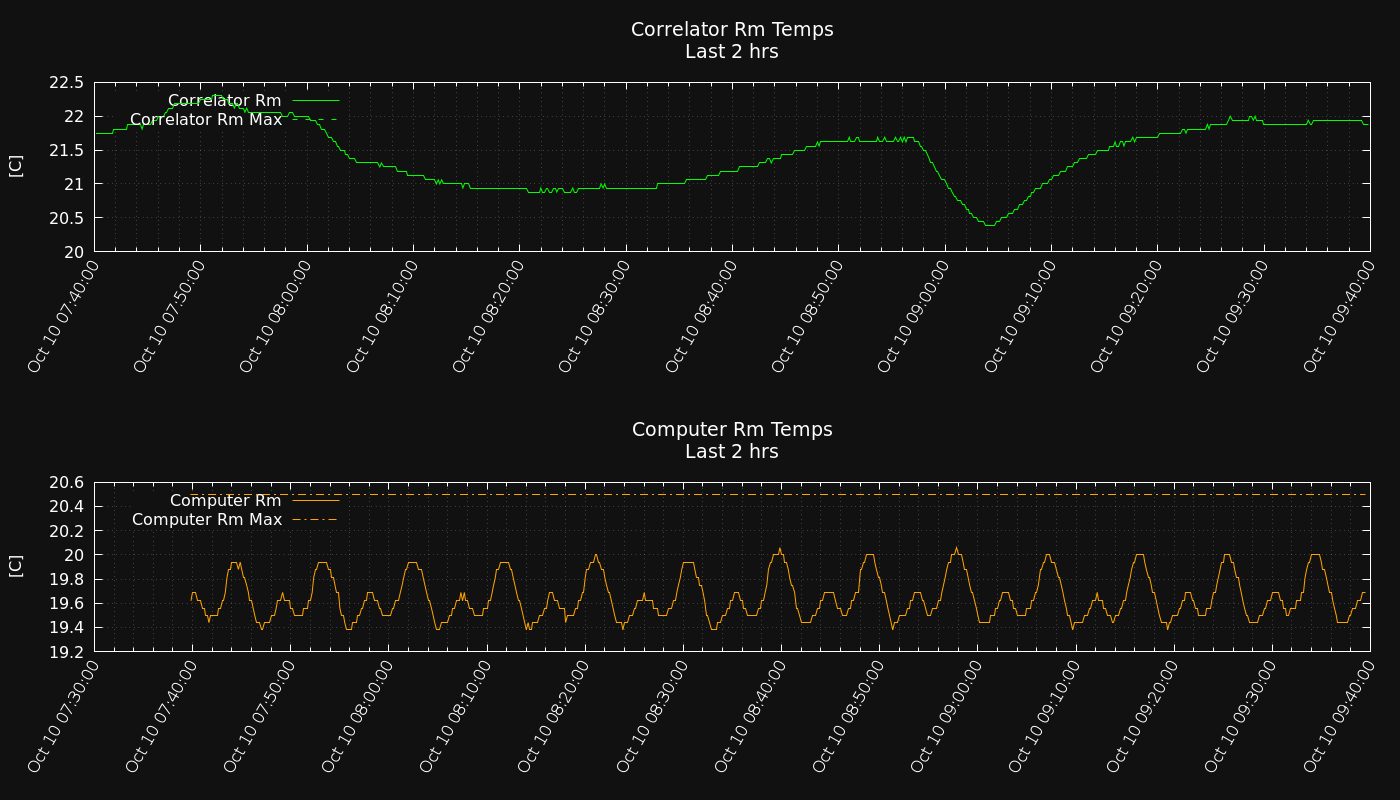 Correlator Rm Temps
Last 2 hrs
22.5
22
21.5
21
20.5
20
[C]
Correlator Rm
Correlator Rm Max
Oct 10 07:40:00
Oct 10 07:50:00
Oct 10 08:00:00
Oct 10 08:10:00
Oct 10 08:20:00
Oct 10 08:30:00
Oct 10 08:40:00
Oct 10 08:50:00
Oct 10 09:00:00
Oct 10 09:10:00
Oct 10 09:20:00
Oct 10 09:30:00
Oct 10 09:40:00
Computer Rm Temps
Last 2 hrs
20.6
20.4
20.2
20
19.8
19.6
19.4
19.2
[C]
Computer Rm
Computer Rm Max
Oct 10 07:30:00
Oct 10 07:40:00
Oct 10 07:50:00
Oct 10 08:00:00
Oct 10 08:10:00
Oct 10 08:20:00
Oct 10 08:30:00
Oct 10 08:40:00
Oct 10 08:50:00
Oct 10 09:00:00
Oct 10 09:10:00
Oct 10 09:20:00
Oct 10 09:30:00
Oct 10 09:40:00